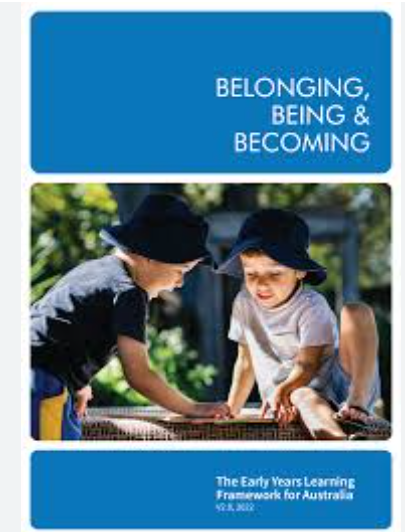 BELONGING,
BEING &
BECOMING
The Early Years Learning
Framework for Australia
V2.0, 2022